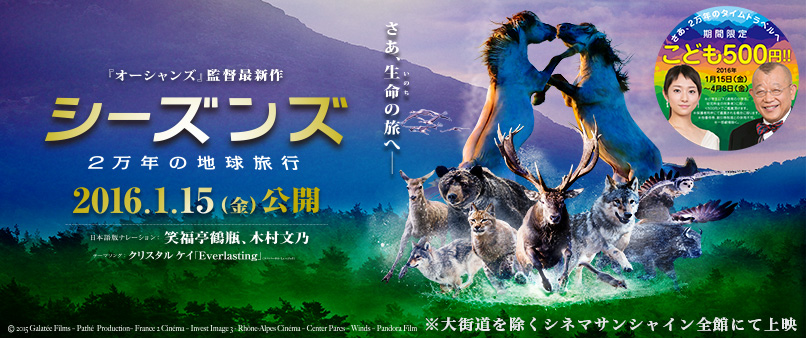 『オーシャンズ』監督最新作
シーズンズ
2万年の地球旅行
2016.1.15(金)公開
日本語版ナレーション： 笑福亭鶴瓶、木村文乃
テーマソング： クリスタル ケイ「Everlasting」
さあ、生命の旅へ──
いのち
さあ、2万年のタイムトラベルへ
期間限定
こども500円!!
2016年
1月15日(金)
～4月8日(金)
© 2015 Galatée Films – Pathé Production– France 2 Cinéma – Invest Image 3 - Rhône-Alpes Cinéma – Center Parcs – Winds – Pandora Film
※大街道を除くシネマサンシャイン全館にて上映